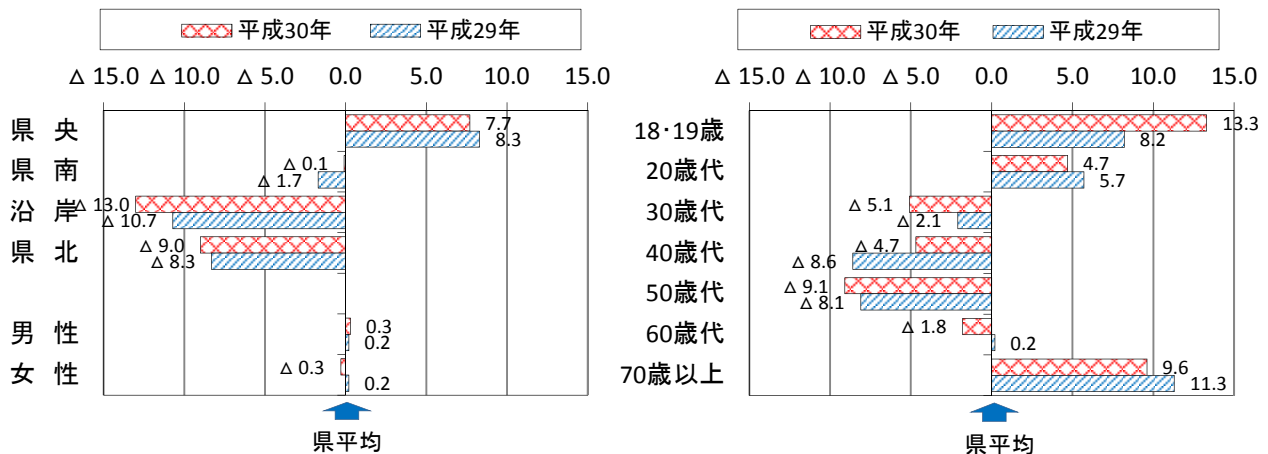 平成30年 平成29年
△ 15.0 △ 10.0 △ 5.0 0.0 5.0 10.0 15.0
県 央 7.7
8.3
県 南 △ 0.1
△ 1.7
沿 岸 △ 13.0
△ 10.7
県 北 △ 9.0
△ 8.3
男 性 0.3
0.2
女 性 △ 0.3
0.2
県平均
平成30年 平成29年
△ 15.0 △ 10.0 △ 5.0 0.0 5.0 10.0 15.0
18・19歳 13.3
8.2
20歳代 4.7
5.7
30歳代 △ 5.1
△ 2.1
40歳代 △ 4.7
△ 8.6
50歳代 △ 9.1
△ 8.1
60歳代 △ 1.8
0.2
70歳以上 9.6
11.3
県平均